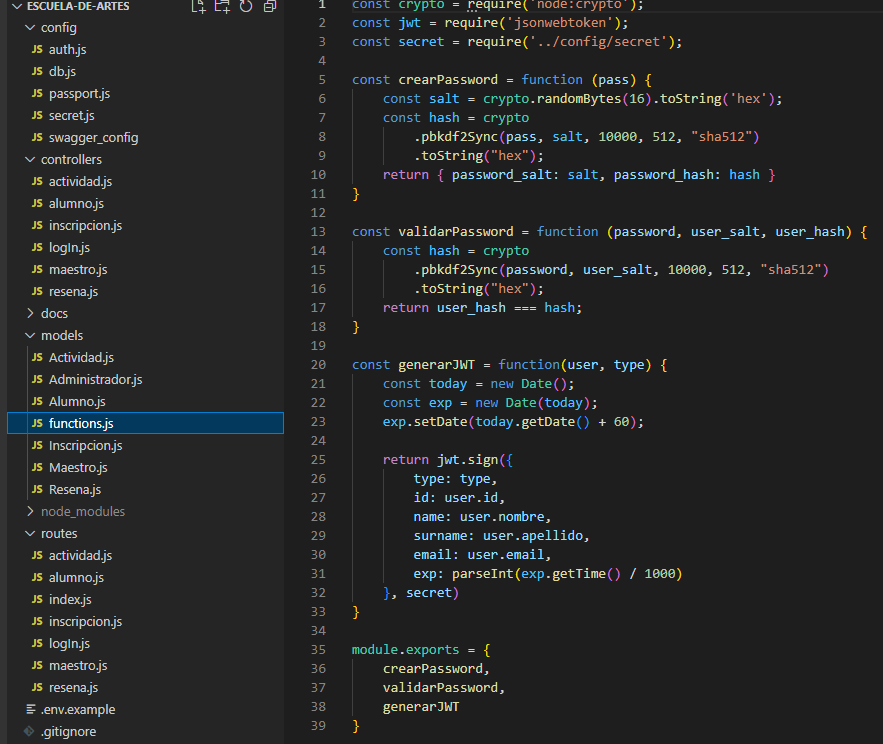 ESCUELA-DE-ARTES
config
JS auth.js
JS db.js
JS passport.js
JS secret.js
JS swagger_config
controllers
JS actividad.js
JS alumno.js
JS inscripcion.js
JS logIn.js
JS maestro.js
JS resena.js
docs
models
JS Actividad.js
JS Administrador.js
JS Alumno.js
JS functions.js
JS Inscripcion.js
JS Maestro.js
JS Resena.js
node_modules
routes
JS actividad.js
JS alumno.js
JS index.js
JS inscripcion.js
JS logIn.js
JS maestro.js
JS resena.js
.env.example
.gitignore
1 const crypto = require('node:crypto');
2 const jwt = require('jsonwebtoken');
3 const secret = require('../config/secret');
4
5 const crearPassword = function (pass) {
6 const salt = crypto.randomBytes(16).toString('hex');
7 const hash = crypto
8 .pbkdf2Sync(pass, salt, 10000, 512, "sha512")
9 .toString("hex");
10 return { password_salt: salt, password_hash: hash }
11 }
12
13 const validarPassword = function (password, user_salt, user_hash) {
14 const hash = crypto
15 .pbkdf2Sync(password, user_salt, 10000, 512, "sha512")
16 .toString("hex");
17 return user_hash === hash;
18 }
19
20 const generarJWT = function(user, type) {
21 const today = new Date();
22 const exp = new Date(today);
23 exp.setDate(today.getDate() + 60);
24
25 return jwt.sign({
26 type: type,
27 id: user.id,
28 name: user.nombre,
29 surname: user.apellido,
30 email: user.email,
31 exp: parseInt(exp.getTime() / 1000)
32 }, secret)
33 }
34
35 module.exports = {
36 crearPassword,
37 validarPassword,
38 generarJWT
39 }